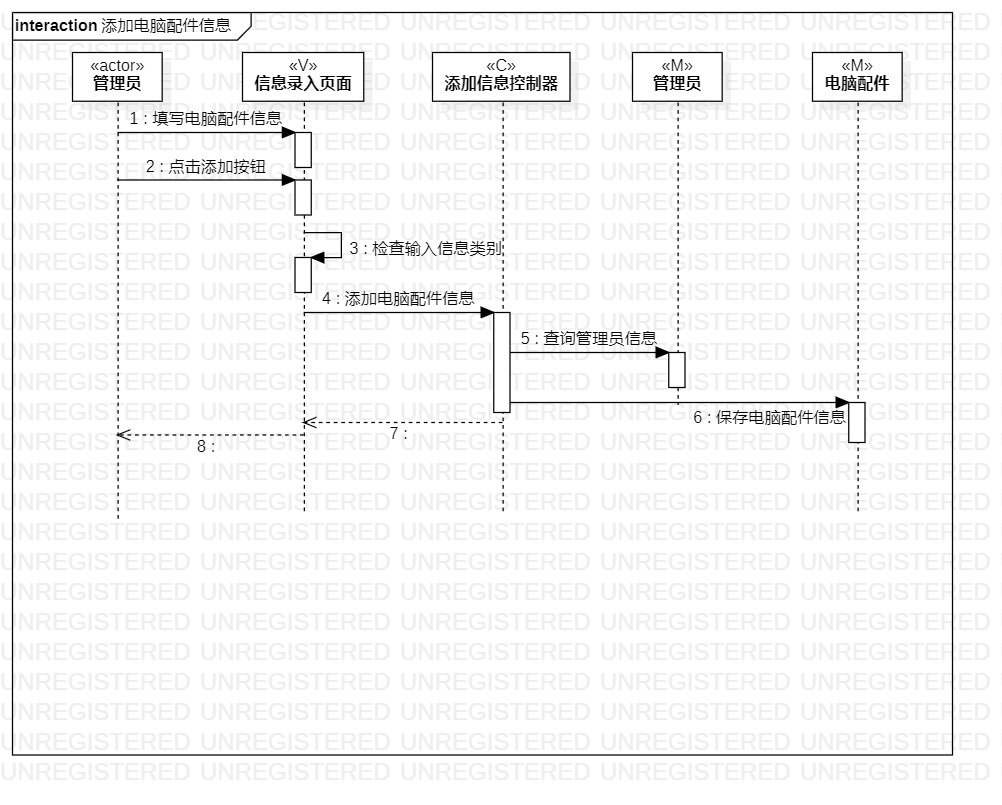 interaction 添加电脑配件信息
«actor»
管理员
«V»
信息录入页面
«C»
添加信息控制器
«M»
管理员
«M»
电脑配件
1 : 填写电脑配件信息
2 : 点击添加按钮
3 : 检查输入信息类别
4 : 添加电脑配件信息
5 : 查询管理员信息
6 : 保存电脑配件信息
7 :
8 :
UNREGISTERED